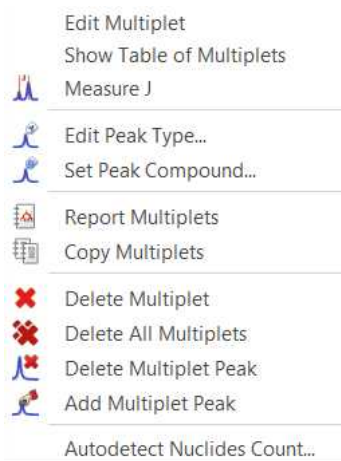 Edit Multiplet
Show Table of Multiplets
Measure J
Edit Peak Type...
Set Peak Compound...
Report Multiplets
Copy Multiplets
Delete Multiplet
Delete All Multiplets
Delete Multiplet Peak
Add Multiplet Peak
Autodetect Nuclides Count...